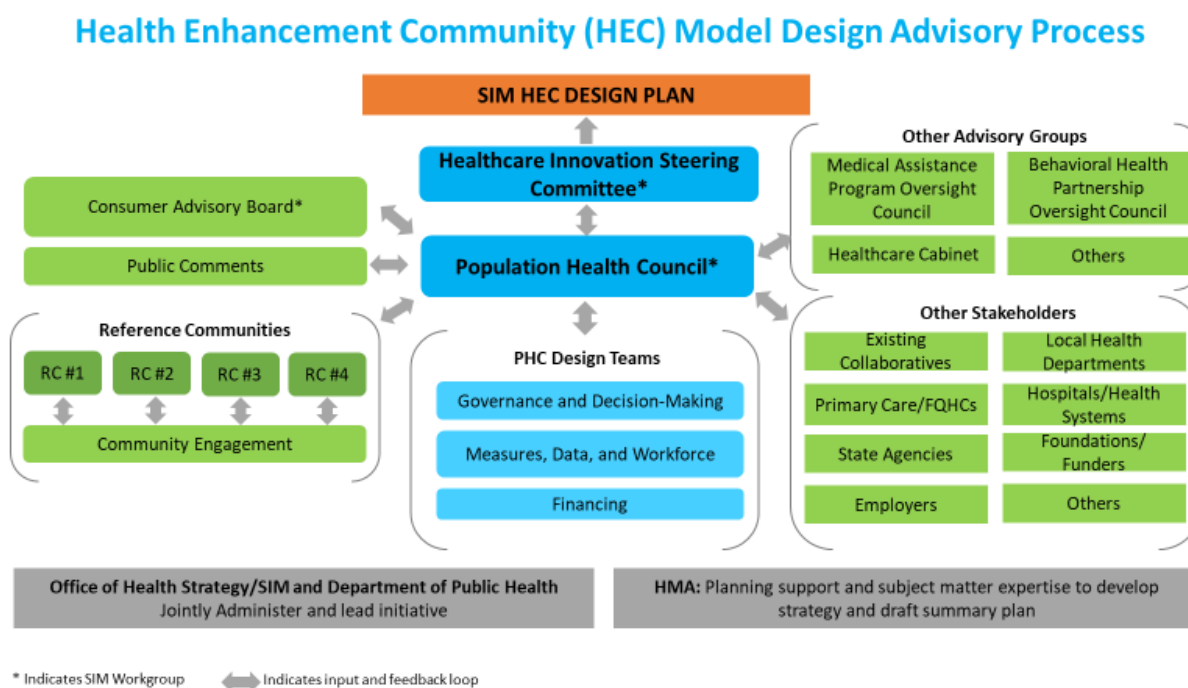 Health Enhancement Community (HEC) Model Design Advisory Process
SIM HEC DESIGN PLAN
Healthcare Innovation Steering
Committee*
Population Health Council*
Consumer Advisory Board*
Public Comments
Reference Communities
RC #1
RC #2
RC #3
RC #4
Community Engagement
PHC Design Teams
Governance and Decision-Making
Measures, Data, and Workforce
Financing
Other Advisory Groups
Medical Assistance
Program Oversight
Council
Behavioral Health
Partnership
Oversight Council
Healthcare Cabinet
Others
Other Stakeholders
Existing
Collaboratives
Local Health
Departments
Primary Care/FQHCs
Hospitals/Health
Systems
State Agencies
Foundations/
Funders
Employers
Others
Office of Health Strategy/SIM and Department of Public Health
Jointly Administer and lead initiative
HMA: Planning support and subject matter expertise to develop
strategy and draft summary plan
* Indicates SIM Workgroup
Indicates input and feedback loop